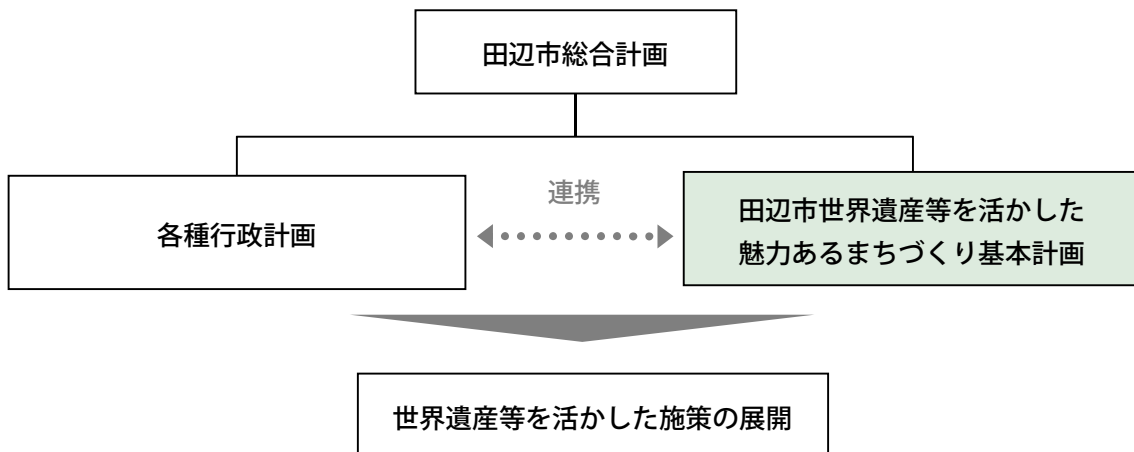 田辺市総合計画
連携
各種行政計画
田辺市世界遺産等を活かした
魅力あるまちづくり基本計画
世界遺産等を活かした施策の展開